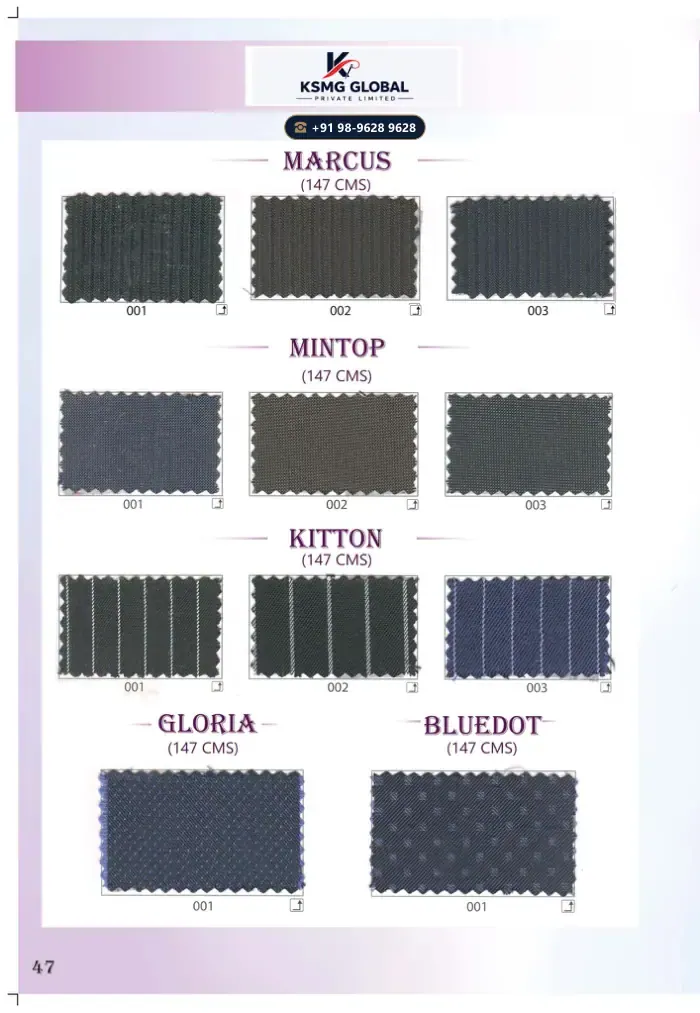 KSMG GLOBAL
PRIVATE LIMITED
+91 98-9628 9628
MARCUS
(147 CMS)
001 002 003
MINTOP
(147 CMS)
001 002 003
KITTON
(147 CMS)
001 002 003
GLORIA BLUEDOT
(147 CMS) (147 CMS)
001 001
47